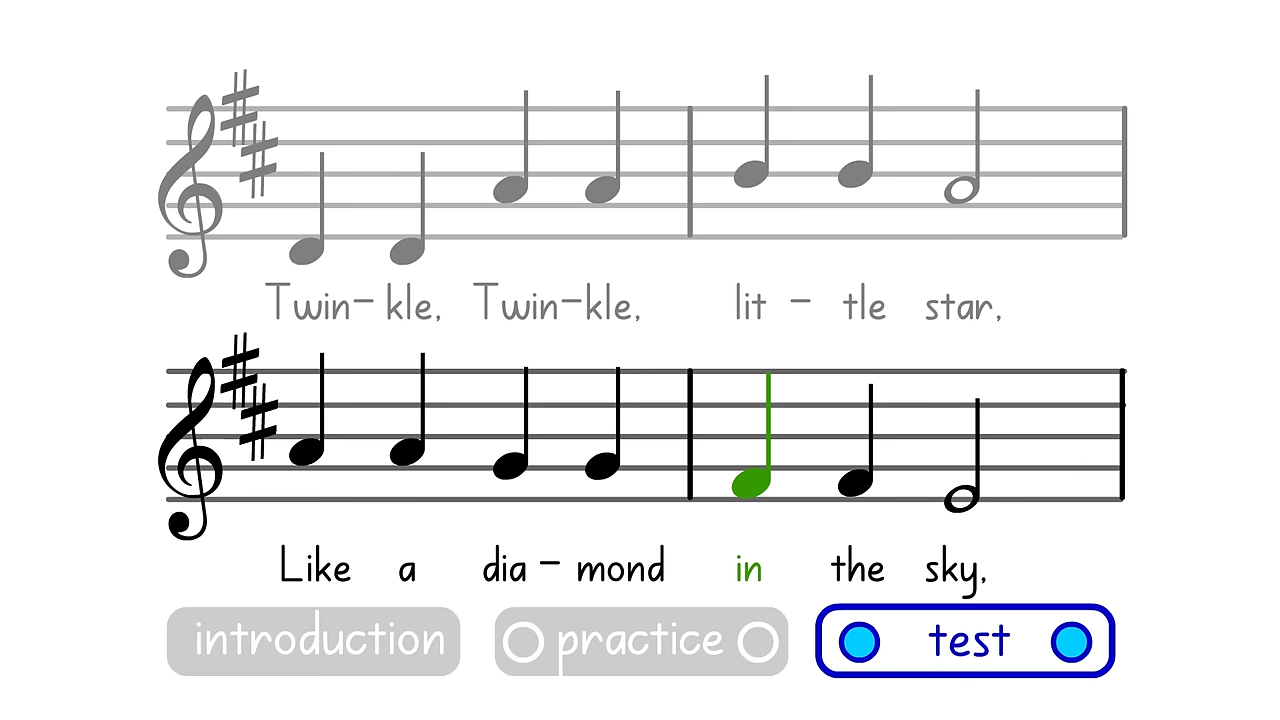 Twin- kle, Twin-kle, lit - tle star,
Like a dia - mond in the sky,
introduction practice test